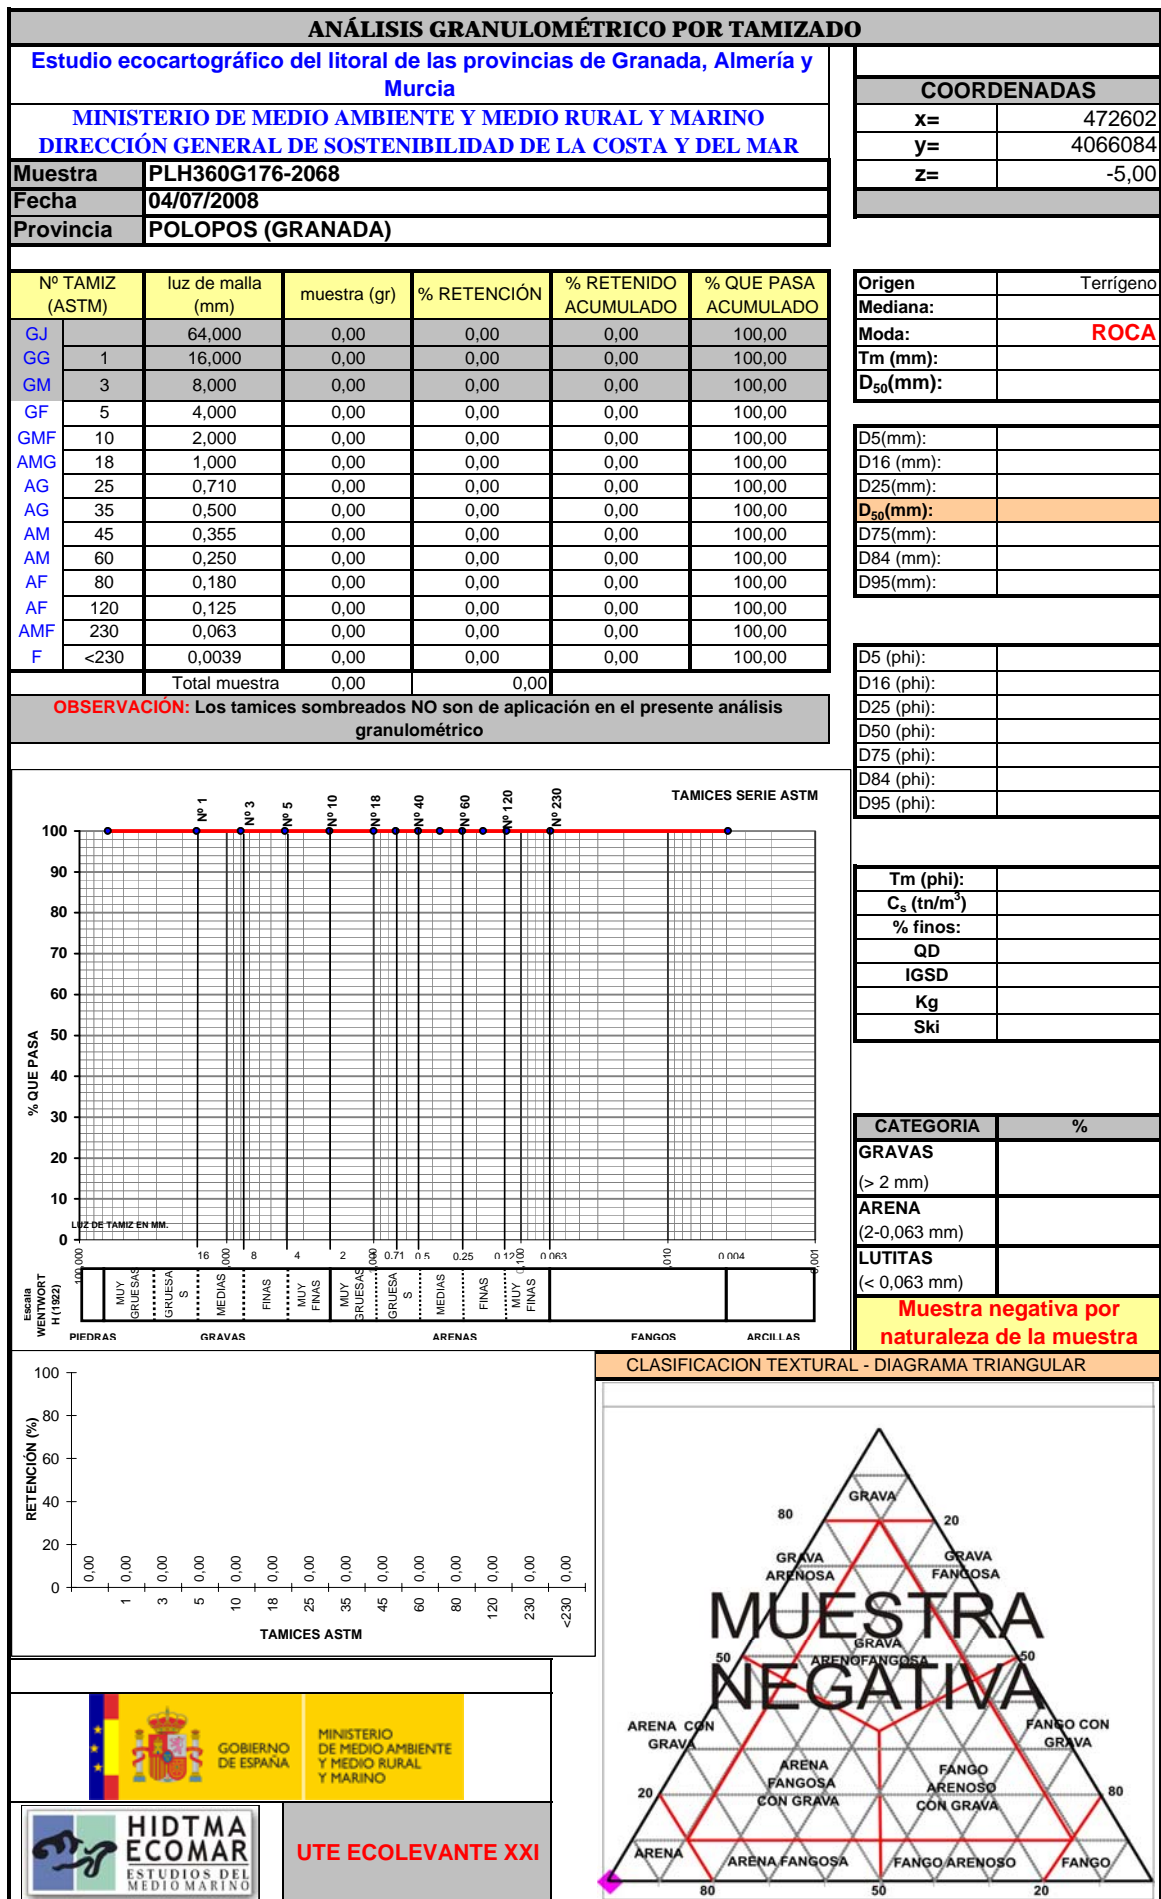 ANÁLISIS GRANULOMÉTRICO POR TAMIZADO
Estudio ecocartográfico del litoral de las provincias de Granada, Almería y
Murcia
MINISTERIO DE MEDIO AMBIENTE Y MEDIO RURAL Y MARINO
DIRECCIÓN GENERAL DE SOSTENIBILIDAD DE LA COSTA Y DEL MAR
Muestra PLH360G176-2068
Fecha 04/07/2008
Provincia POLOPOS (GRANADA)
COORDENADAS
x= 472602
y= 4066084
z= -5,00
Nº TAMIZ (ASTM) luz de malla (mm) muestra (gr) % RETENCIÓN % RETENIDO ACUMULADO % QUE PASA ACUMULADO
GJ 64,000 0,00 0,00 0,00 100,00
GG 1 16,000 0,00 0,00 0,00 100,00
GM 3 8,000 0,00 0,00 0,00 100,00
GF 5 4,000 0,00 0,00 0,00 100,00
GMF 10 2,000 0,00 0,00 0,00 100,00
AMG 18 1,000 0,00 0,00 0,00 100,00
AG 25 0,710 0,00 0,00 0,00 100,00
AG 35 0,500 0,00 0,00 0,00 100,00
AM 45 0,355 0,00 0,00 0,00 100,00
AM 60 0,250 0,00 0,00 0,00 100,00
AF 80 0,180 0,00 0,00 0,00 100,00
AF 120 0,125 0,00 0,00 0,00 100,00
AMF 230 0,063 0,00 0,00 0,00 100,00
F <230 0,0039 0,00 0,00 0,00 100,00
Total muestra 0,00 0,00
OBSERVACIÓN: Los tamices sombreados NO son de aplicación en el presente análisis
granulométrico
Origen Terrígeno
Mediana:
Moda: ROCA
Tm (mm):
D50(mm):
D5(mm):
D16 (mm):
D25(mm):
D50(mm):
D75(mm):
D84 (mm):
D95(mm):
D5 (phi):
D16 (phi):
D25 (phi):
D50 (phi):
D75 (phi):
D84 (phi):
D95 (phi):
Tm (phi):
Cs (tn/m3)
% finos:
QD
IGSD
Kg
Ski
CATEGORIA %
GRAVAS
(> 2 mm)
ARENA
(2-0,063 mm)
LUTITAS
(< 0,063 mm)
Muestra negativa por
naturaleza de la muestra
TAMICES SERIE ASTM
Nº 1 Nº 3 Nº 5 Nº 10 Nº 18 Nº 40 Nº 60 Nº 120 Nº 230
% QUE PASA
100
90
80
70
60
50
40
30
20
10
0
LUZ DE TAMIZ EN MM.
16 8 4 2 0.71 0.5 0.25 0.12 0.063 0.004
100,000 ,000 1,000 0,100 ,010 0,001
Escala
WENTWORT
H (1922)
MUY GRUESAS
GRUESA S
MEDIAS
FINAS
MUY FINAS
MUY GRUESAS
GRUESA S
MEDIAS
FINAS
MUY FINAS
PIEDRAS GRAVAS ARENAS FANGOS ARCILLAS
RETENCIÓN (%)
100
80
60
40
20
0
0,00 0,00 0,00 0,00 0,00 0,00 0,00 0,00 0,00 0,00 0,00 0,00 0,00 0,00
1 3 5 10 18 25 35 45 60 80 120 230 <230
TAMICES ASTM
CLASIFICACION TEXTURAL - DIAGRAMA TRIANGULAR
GRAVA
80 20
GRAVA ARENOSA
GRAVA FANGOSA
MUESTRA
NEGATIVA
GRAVA
ARENOFANGOSA
50 50
ARENA CON GRAVA
FANGO CON GRAVA
ARENA
FANGOSA
CON GRAVA
FANGO
ARENOSO
CON GRAVA
20 80
ARENA
ARENA FANGOSA
FANGO ARENOSO
FANGO
80 50 20
GOBIERNO
DE ESPAÑA
MINISTERIO
DE MEDIO AMBIENTE
Y MEDIO RURAL
Y MARINO
HIDTMA
ECOMAR
ESTUDIOS DEL
MEDIO MARINO
UTE ECOLEVANTE XXI